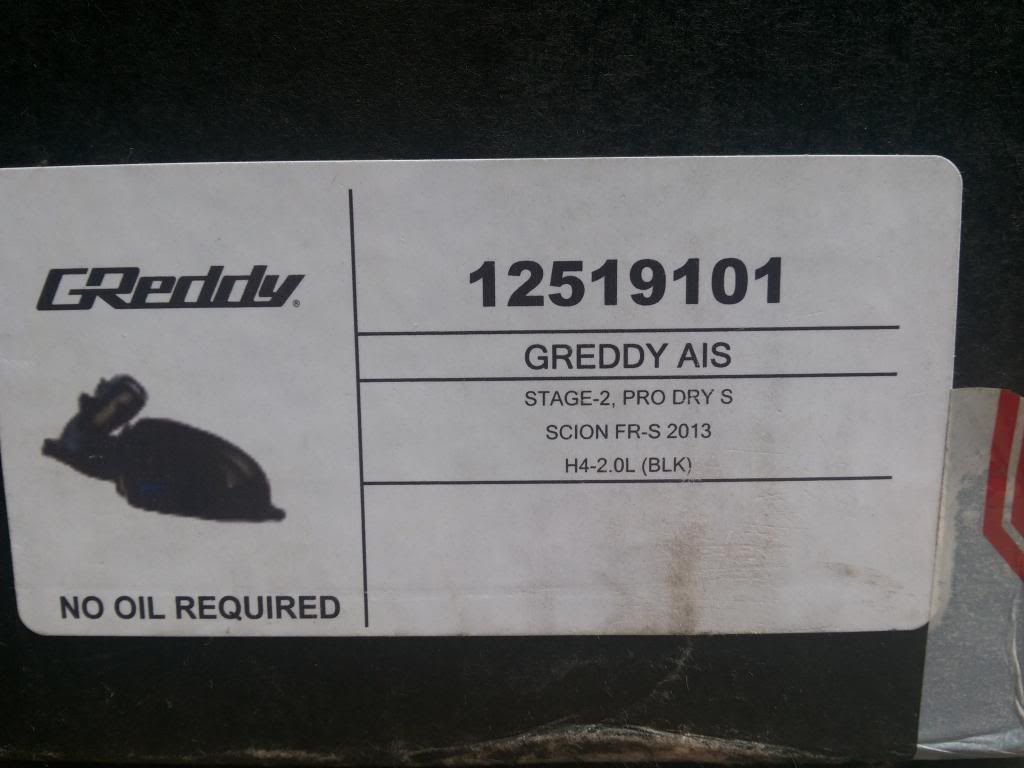 GReddy®
12519101
GREDDY AIS
STAGE-2, PRO DRY S
SCION FR-S 2013
H4-2.0L (BLK)
NO OIL REQUIRED